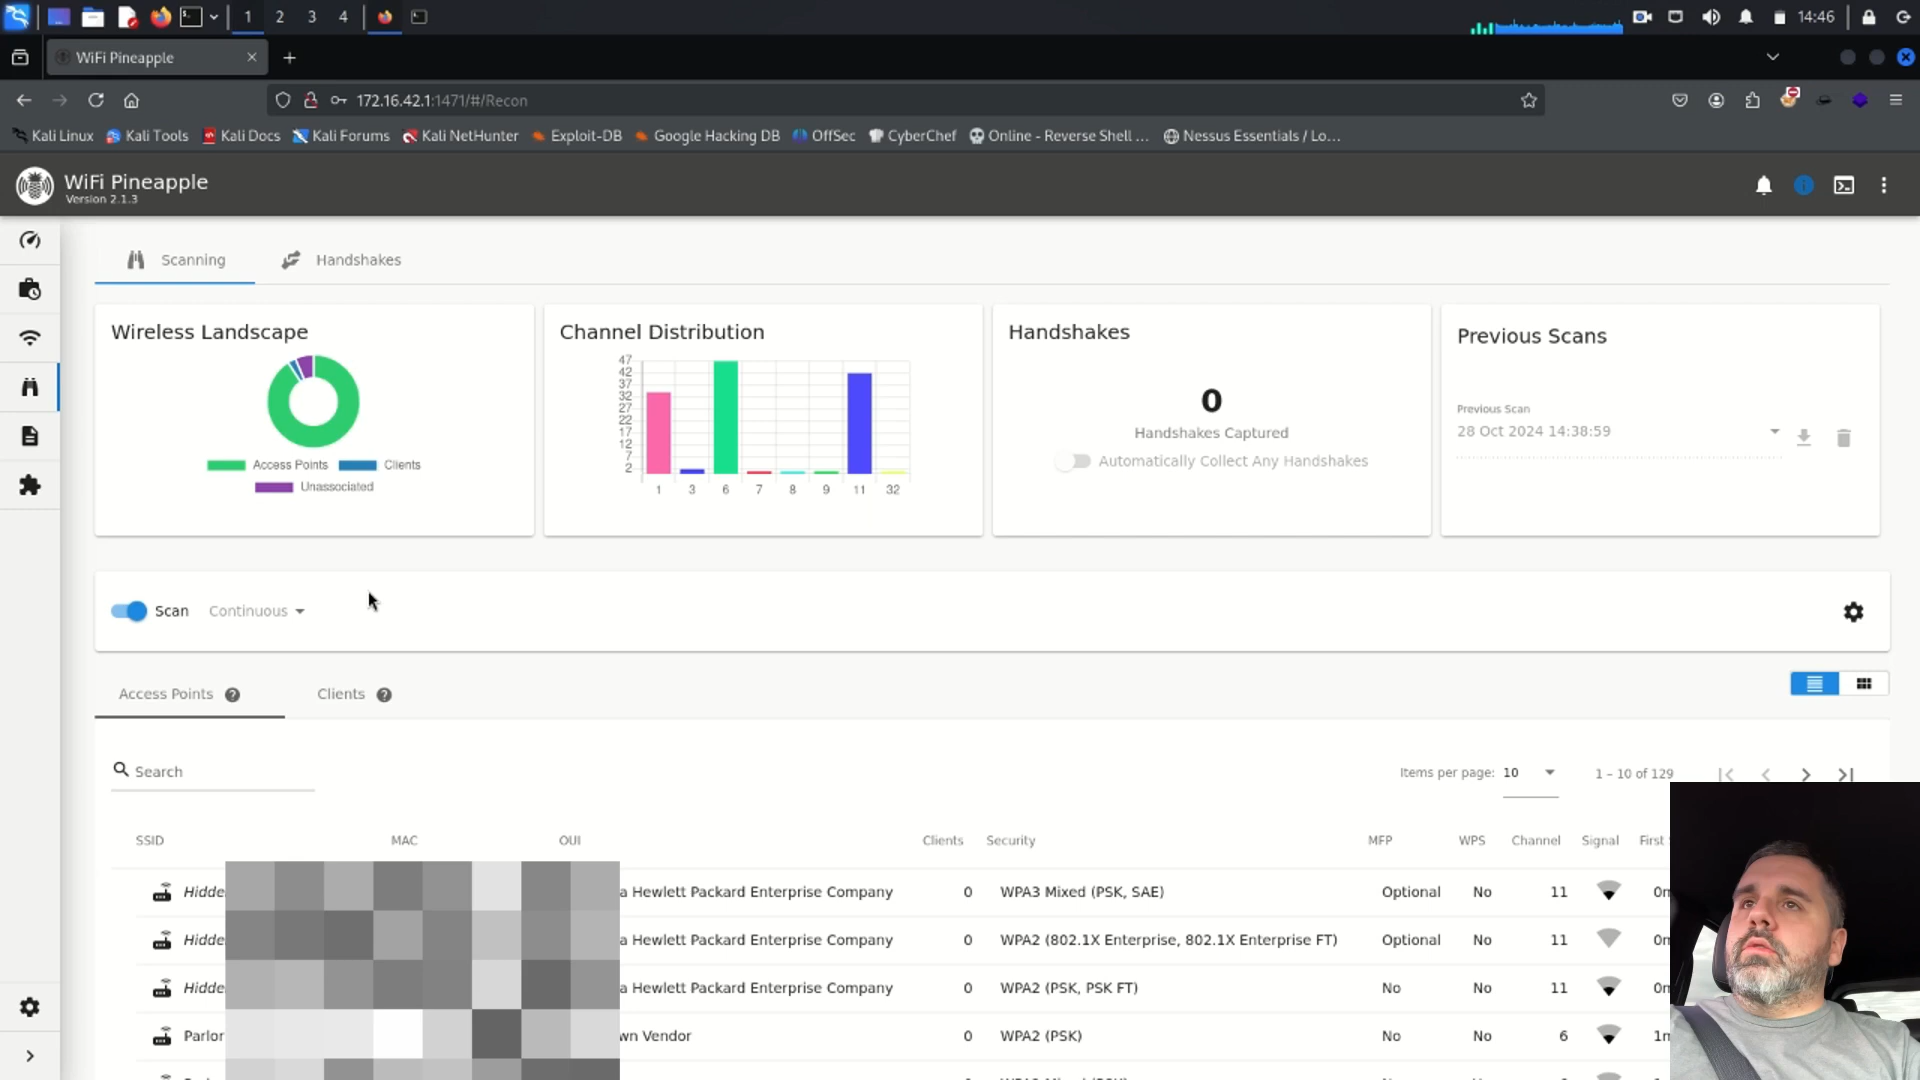 1 2 3 4 14:46
WiFi Pineapple
172.16.42.1:1471/#/Recon
Kali Linux Kali Tools Kali Docs Kali Forums Kali NetHunter Exploit-DB Google Hacking DB OffSec CyberChef Online - Reverse Shell ... Nessus Essentials / Lo...
WiFi Pineapple
Version 2.1.3
Scanning Handshakes
Wireless Landscape
Access Points Clients
Unassociated
Channel Distribution
47
42
37
32
27
22
17
12
7
2
1 3 6 7 8 9 11 32
Handshakes
0
Handshakes Captured
Automatically Collect Any Handshakes
Previous Scans
Previous Scan
28 Oct 2024 14:38:59
Scan Continuous
Access Points ? Clients ?
Search
Items per page: 10 1 – 10 of 129
SSID MAC OUI Clients Security MFP WPS Channel Signal First
Hidde a Hewlett Packard Enterprise Company 0 WPA3 Mixed (PSK, SAE) Optional No 11 0m
Hidde a Hewlett Packard Enterprise Company 0 WPA2 (802.1X Enterprise, 802.1X Enterprise FT) Optional No 11 0m
Hidde a Hewlett Packard Enterprise Company 0 WPA2 (PSK, PSK FT) No No 11 0m
Parlor wn Vendor 0 WPA2 (PSK) No No 6 1m